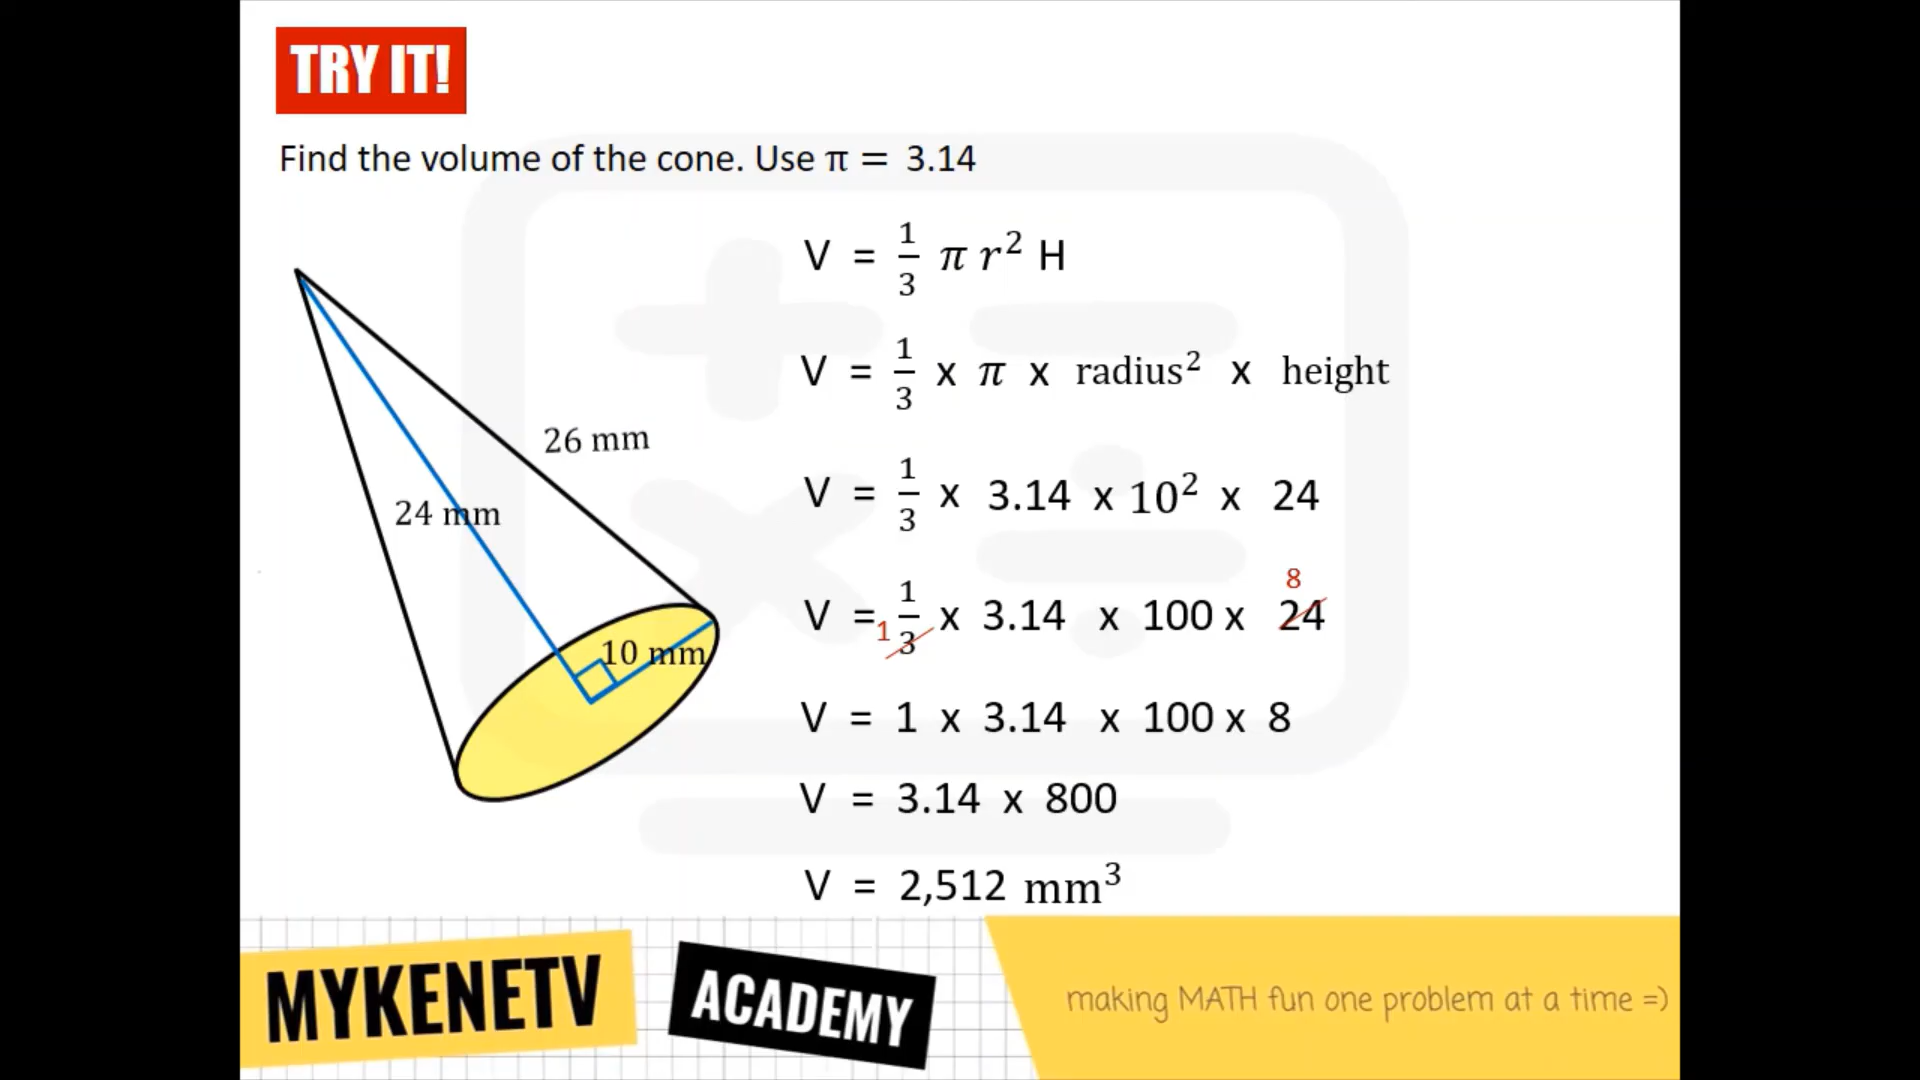 TRY IT!
Find the volume of the cone. Use π = 3.14
V = 1/3 π r² H
V = 1/3 x π x radius² x height
26 mm
V = 1/3 x 3.14 x 10² x 24
24 mm
8
V = 1/3 x 3.14 x 100 x 24
1
10 mm
V = 1 x 3.14 x 100 x 8
V = 3.14 x 800
V = 2,512 mm³
MYKENETV
ACADEMY
making MATH fun one problem at a time =)